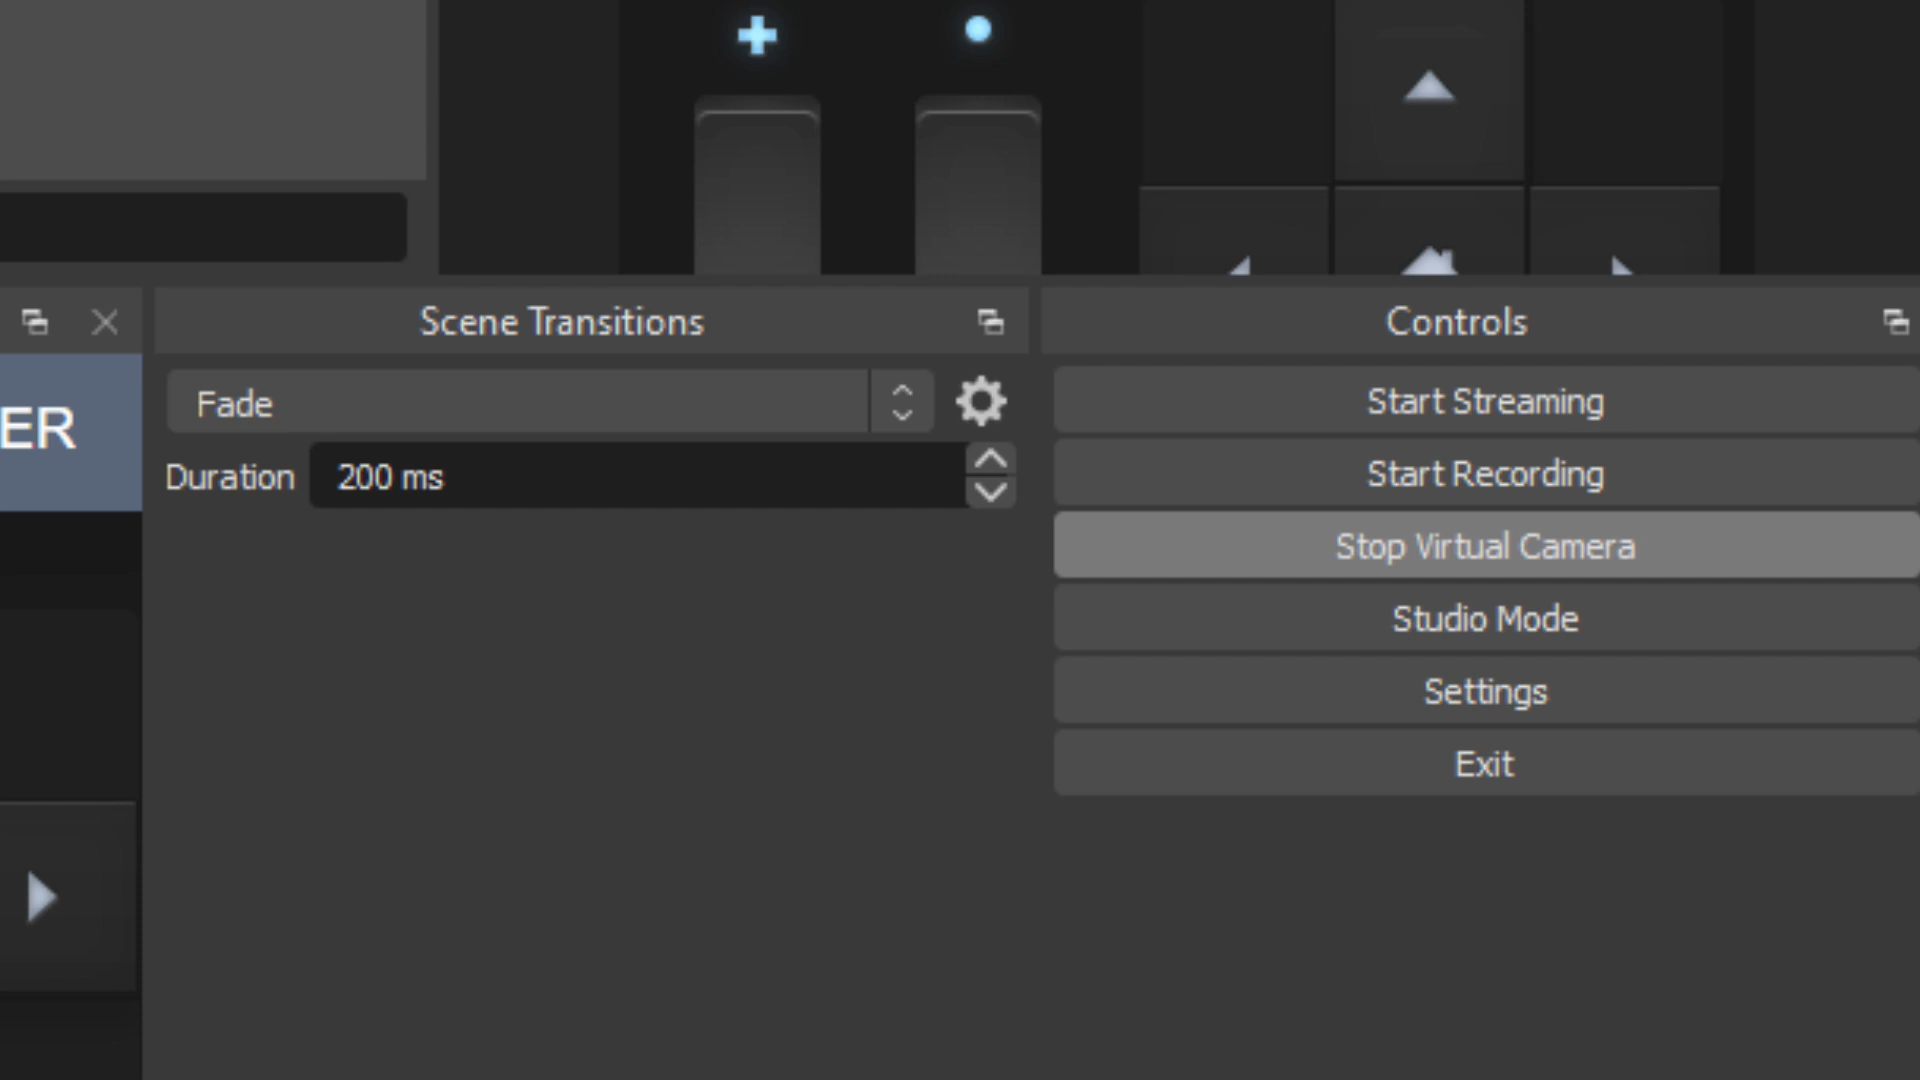 Scene Transitions
Controls
ER
Fade
Duration 200 ms
Start Streaming
Start Recording
Stop Virtual Camera
Studio Mode
Settings
Exit